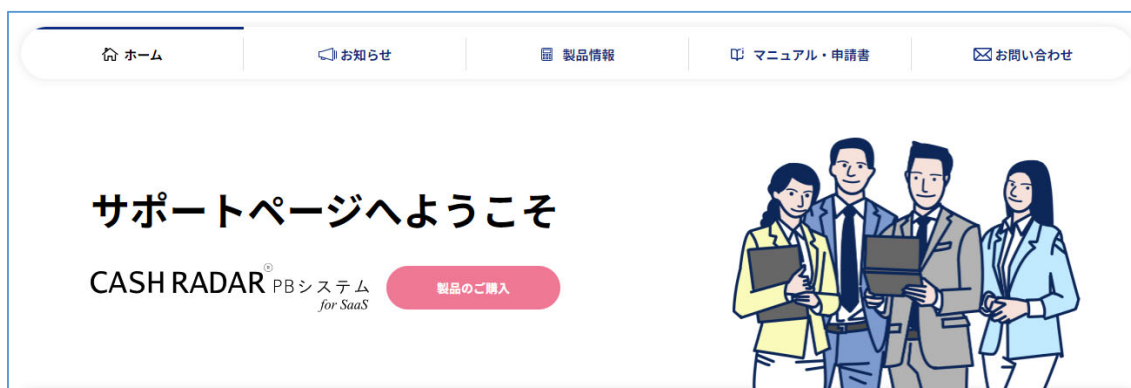 ホーム
お知らせ
製品情報
マニュアル・申請書
お問い合わせ
サポートページへようこそ
CASH RADAR® PBシステム
for SaaS
製品のご購入